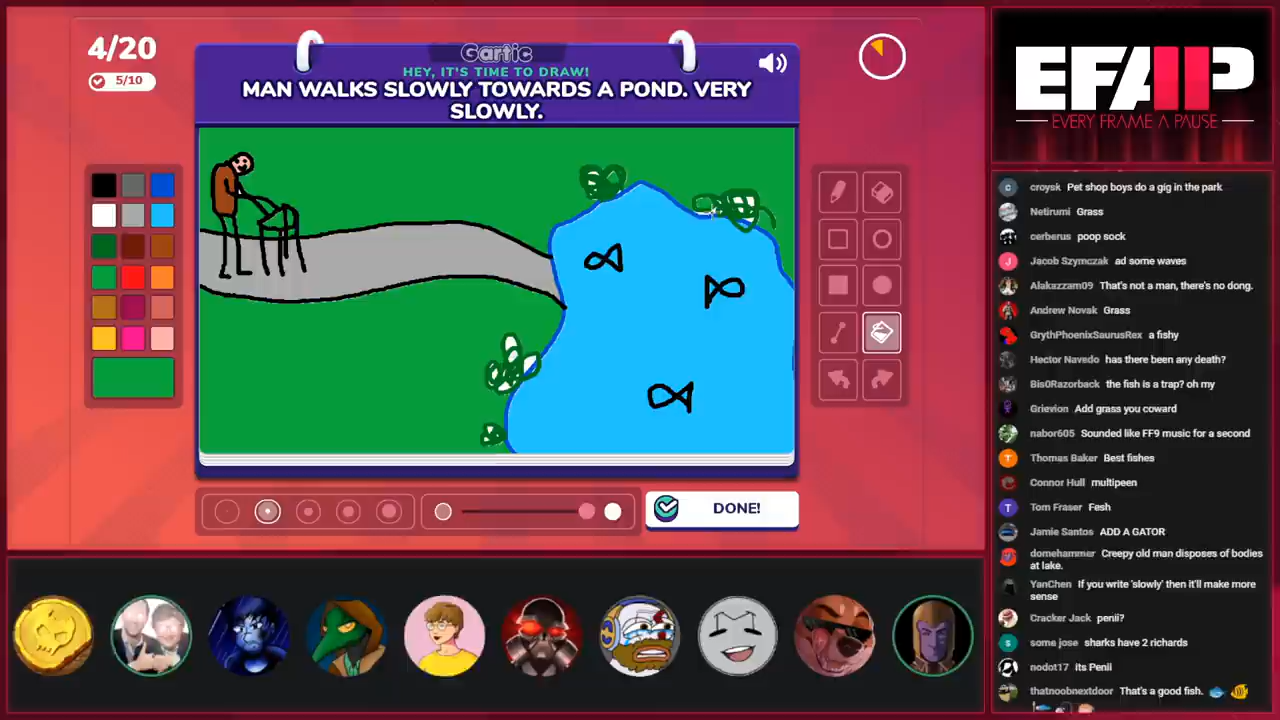 4/20
5/10
Gartic
HEY, IT'S TIME TO DRAW!
MAN WALKS SLOWLY TOWARDS A POND. VERY
SLOWLY.
DONE!
EFAP
EVERY FRAME A PAUSE
croysk Pet shop boys do a gig in the park
Netirumi Grass
cerberus poop sock
Jacob Szymczak ad some waves
Alakazzam09 That's not a man, there's no dong.
Andrew Novak Grass
GrythPhoenixSaurusRex a fishy
Hector Navedo has there been any death?
Bis0Razorback the fish is a trap? oh my
Grievion Add grass you coward
nabor605 Sounded like FF9 music for a second
Thomas Baker Best fishes
Connor Hull multipeen
Tom Fraser Fesh
Jamie Santos ADD A GATOR
domehammer Creepy old man disposes of bodies
at lake.
YanChen If you write 'slowly' then it'll make more
sense
Cracker Jack penii?
some jose sharks have 2 richards
nodot17 its Penii
thatnoobnextdoor That's a good fish.